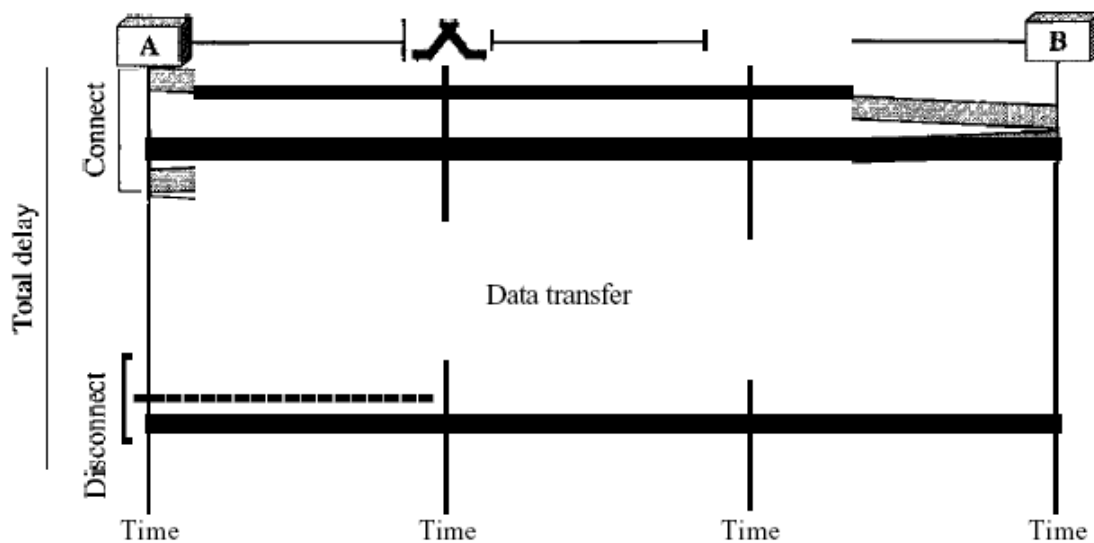 A
B
Connect
Total delay
Data transfer
Disconnect
Time Time Time Time